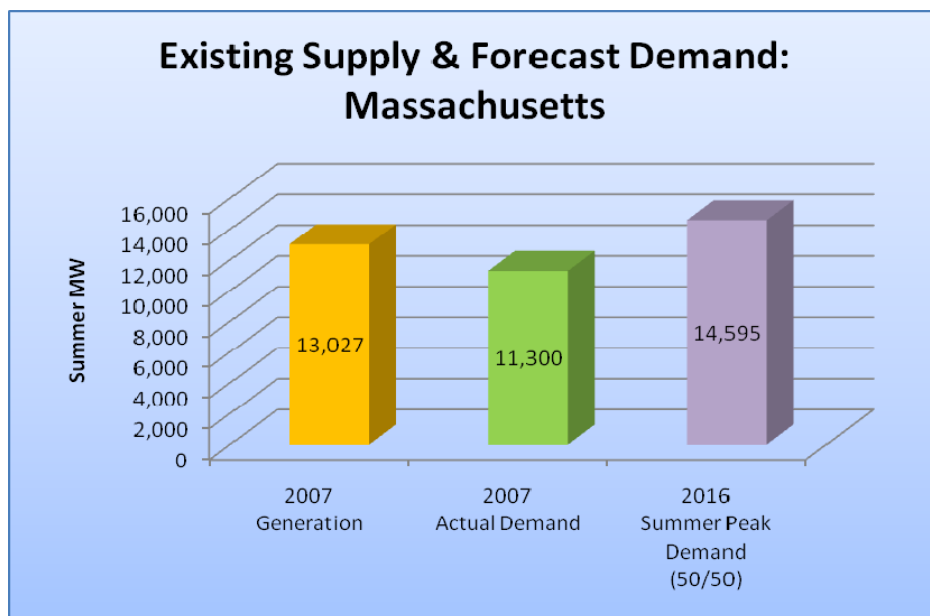 Existing Supply & Forecast Demand:
Massachusetts
Summer MW
16,000
14,000
12,000
10,000
8,000
6,000
4,000
2,000
0
13,027
11,300
14,595
2007
Generation
2007
Actual Demand
2016
Summer Peak
Demand
(50/50)